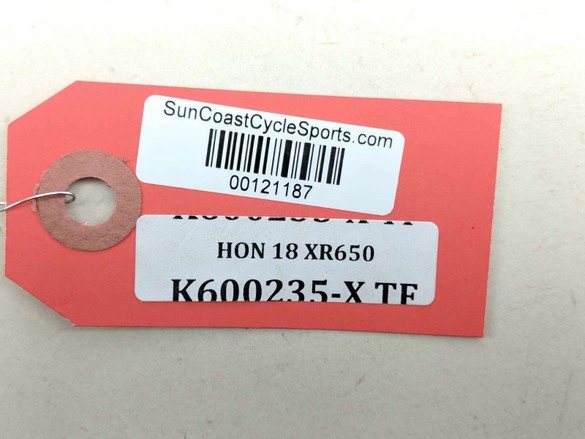 SunCoastCycleSports.com
00121187
HON 18 XR650
K600235-X TF